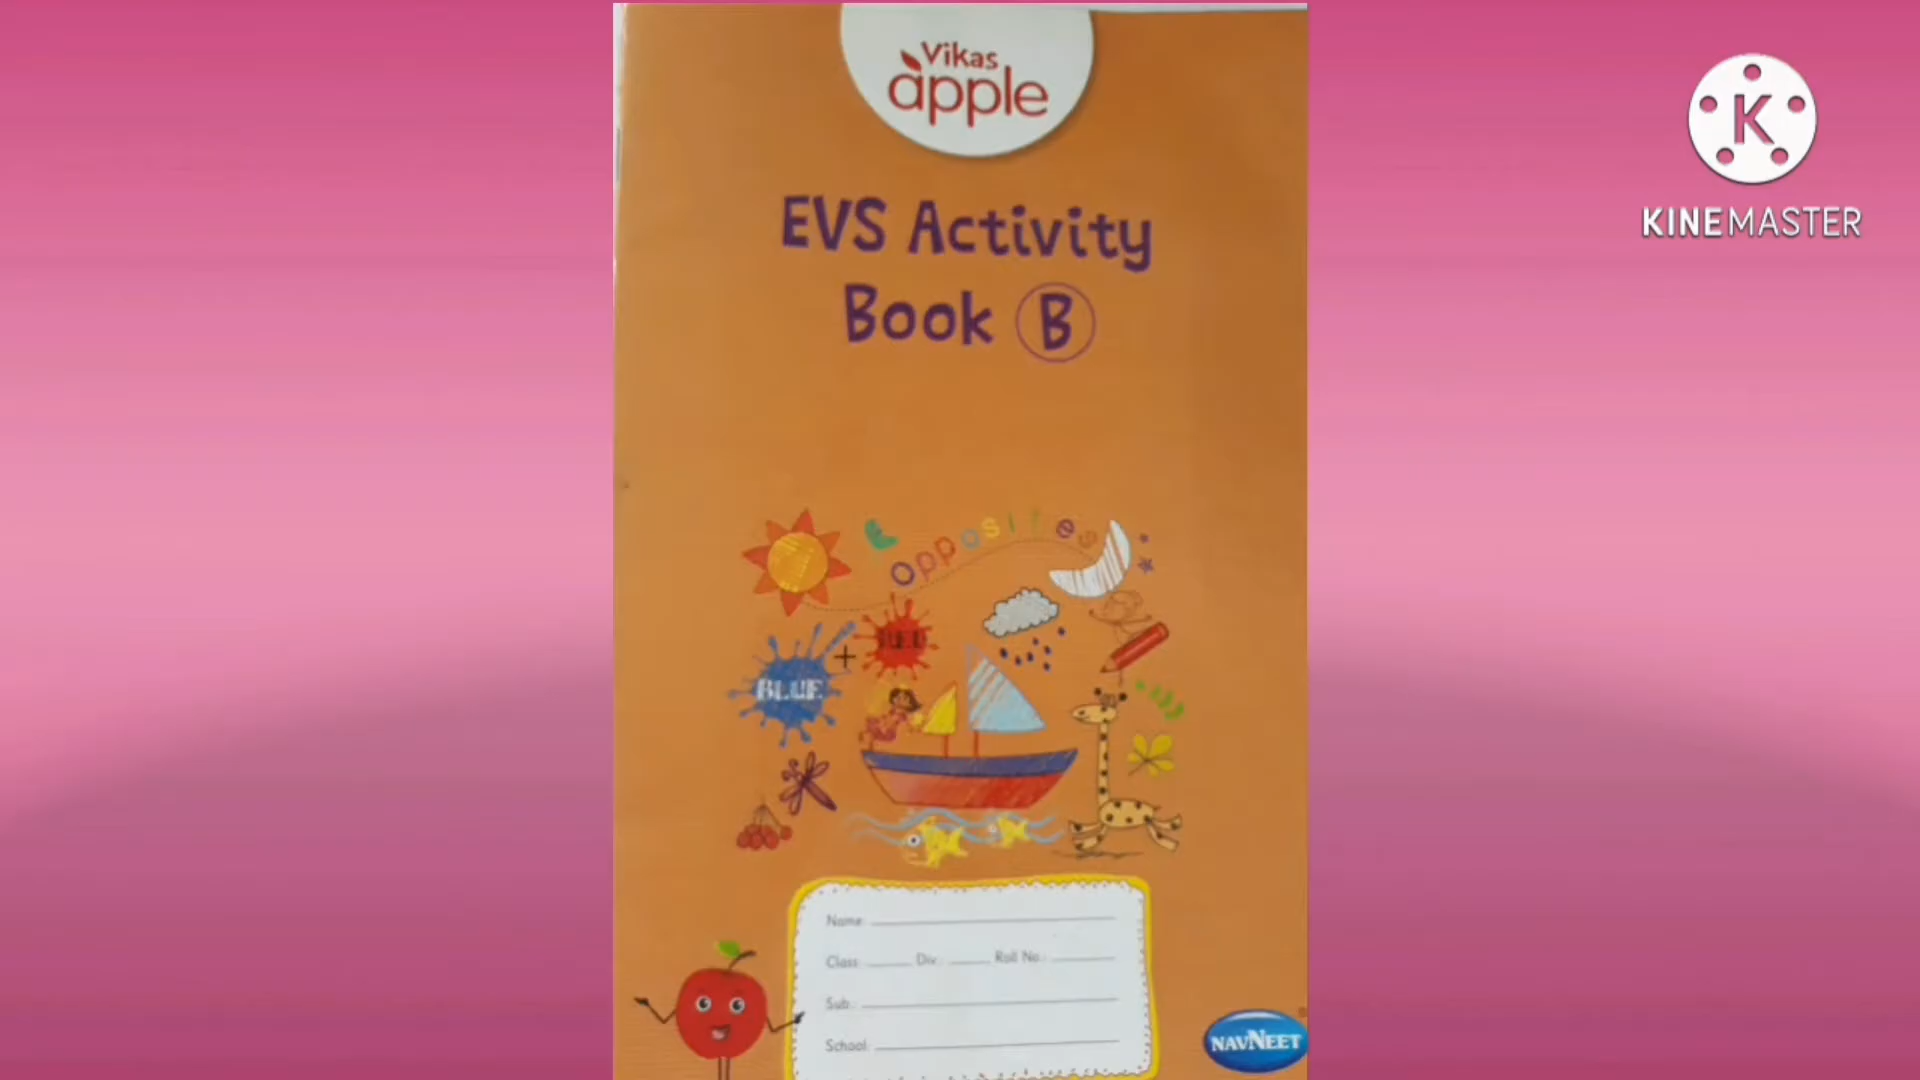 Vikas
apple
KINEMASTER
EVS Activity
Book B
opposites
RED
+
BLUE
Name:
Class: Div.: Roll No.:
Sub.:
School:
NAVNEET